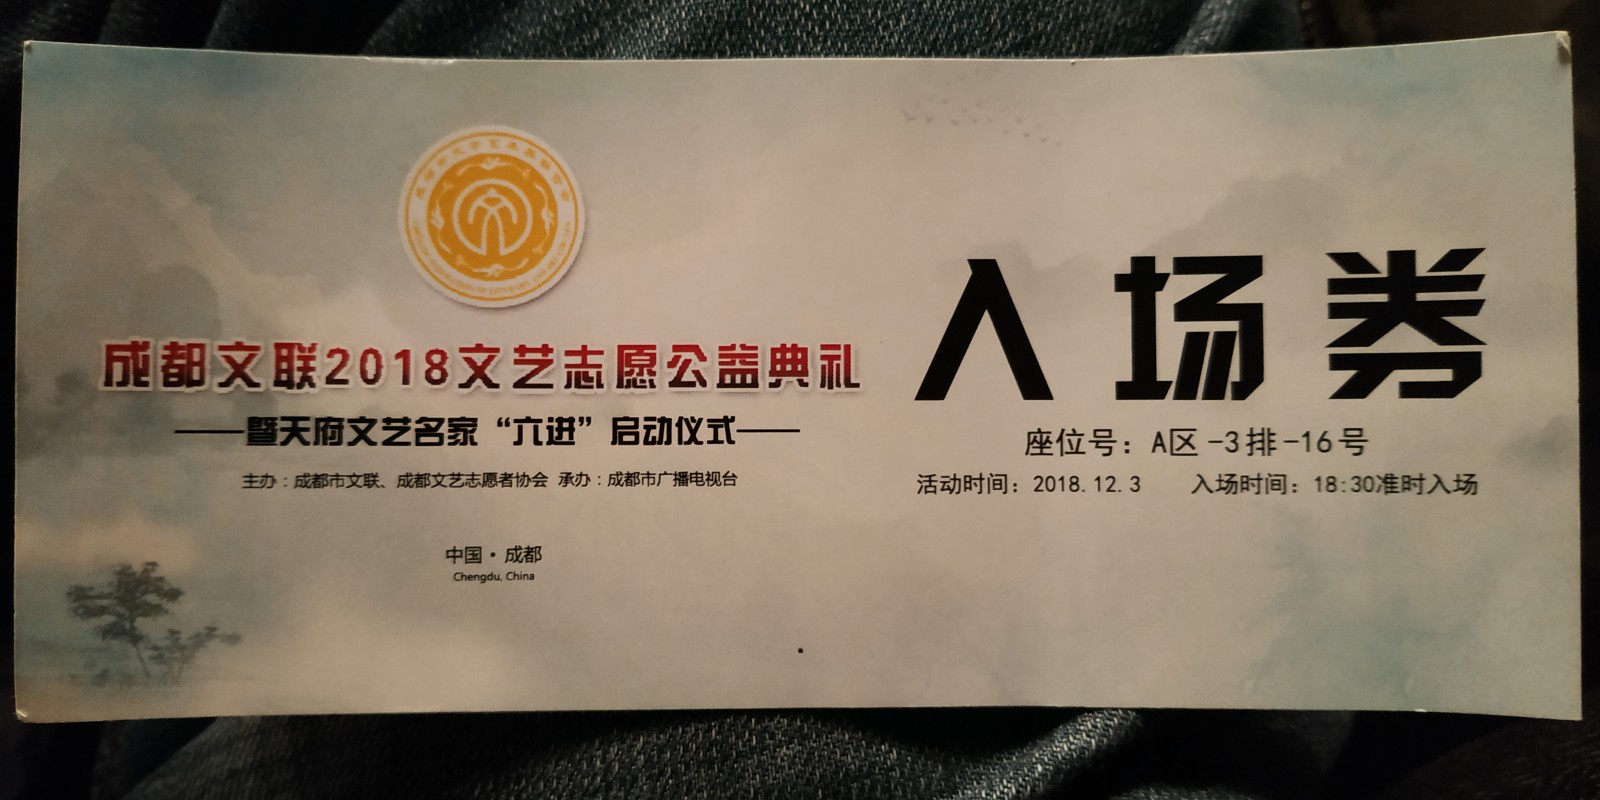 成都文联2018文艺志愿公益典礼
——暨天府文艺名家“六进”启动仪式——
主办：成都市文联、成都文艺志愿者协会 承办：成都市广播电视台
中国·成都
Chengdu, China
入场券
座位号：A区-3排-16号
活动时间：2018.12.3 入场时间：18:30准时入场